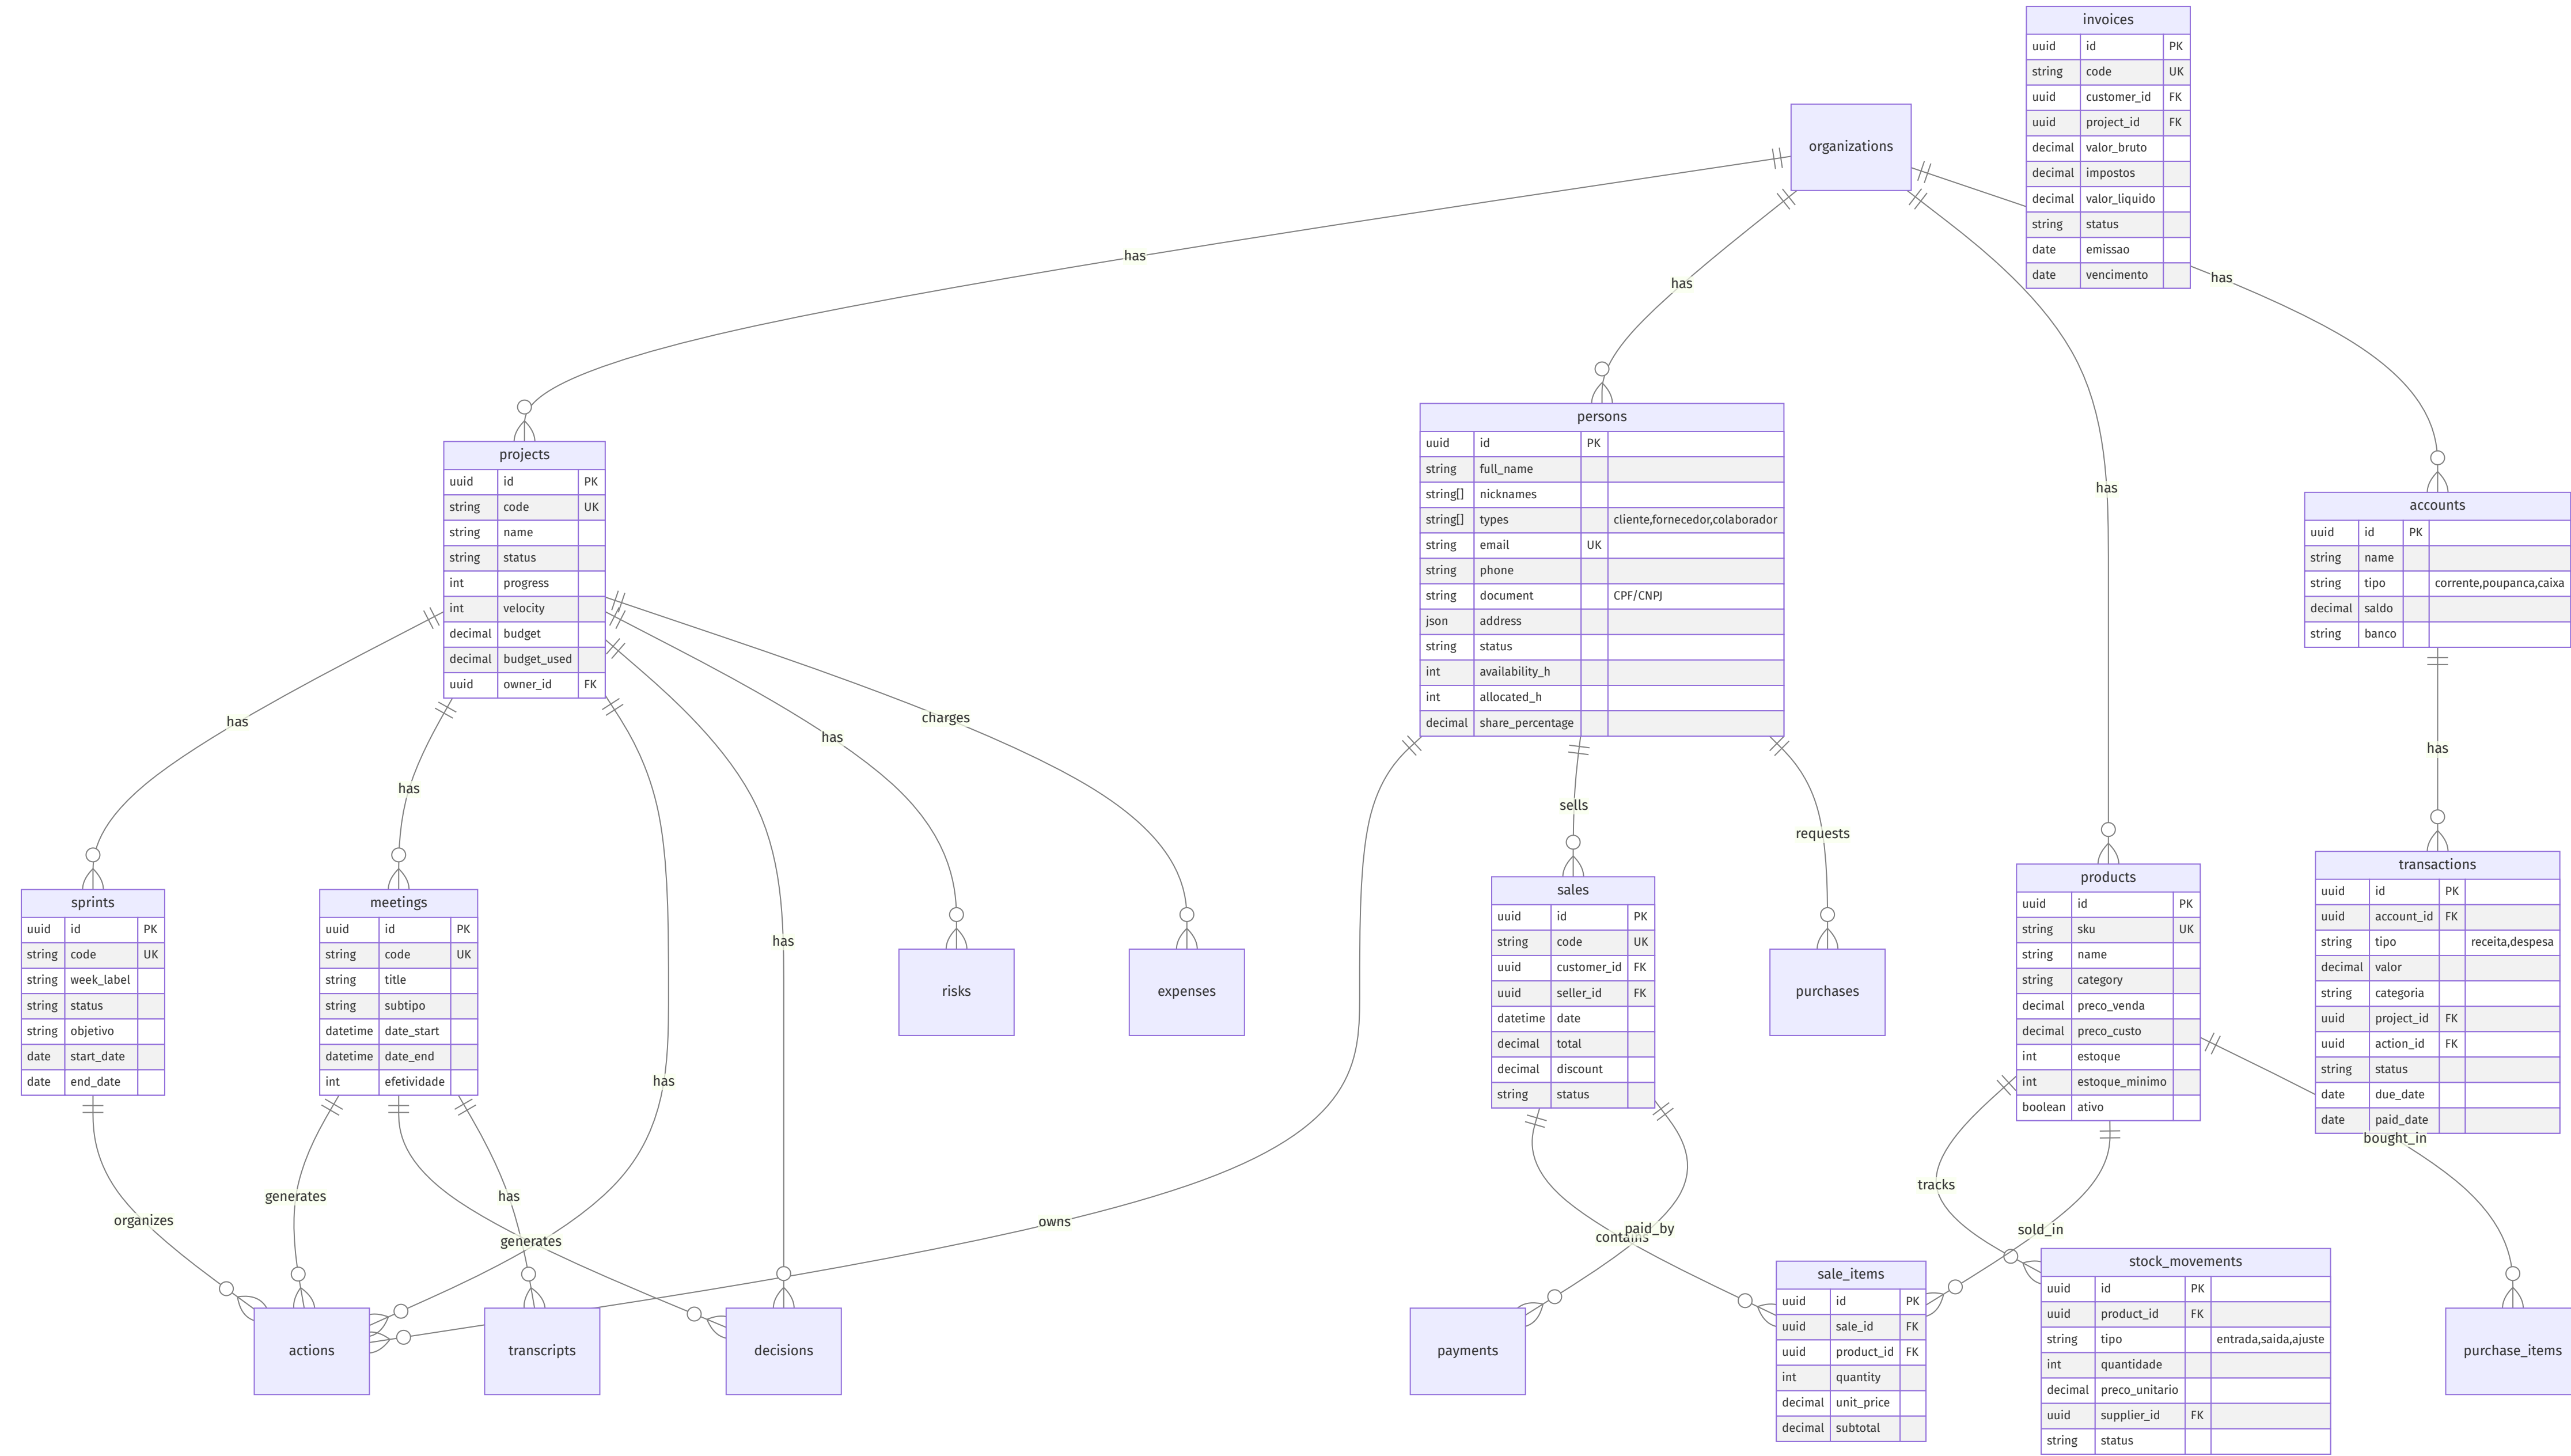 invoices
uuid id PK
string code UK
uuid customer_id FK
uuid project_id FK
decimal valor_bruto
decimal impostos
decimal valor_liquido
string status
date emissao
date vencimento
organizations
has
has
has
has
projects
uuid id PK
string code UK
string name
string status
int progress
int velocity
decimal budget
decimal budget_used
uuid owner_id FK
persons
uuid id PK
string full_name
string[] nicknames
string[] types cliente,fornecedor,colaborador
string email UK
string phone
string document CPF/CNPJ
json address
string status
int availability_h
int allocated_h
decimal share_percentage
accounts
uuid id PK
string name
string tipo corrente,poupanca,caixa
decimal saldo
string banco
has
has
has
has
has
charges
owns
sells
requests
has
sprints
uuid id PK
string code UK
string week_label
string status
string objetivo
date start_date
date end_date
meetings
uuid id PK
string code UK
string title
string subtipo
datetime date_start
datetime date_end
int efetividade
risks
expenses
sales
uuid id PK
string code UK
uuid customer_id FK
uuid seller_id FK
datetime date
decimal total
decimal discount
string status
purchases
products
uuid id PK
string sku UK
string name
string category
decimal preco_venda
decimal preco_custo
int estoque
int estoque_minimo
boolean ativo
transactions
uuid id PK
uuid account_id FK
string tipo receita,despesa
decimal valor
string categoria
uuid project_id FK
uuid action_id FK
string status
date due_date
date paid_date
organizes
generates
generates
has
contains
paid_by
tracks
sold_in
bought_in
actions
transcripts
decisions
payments
sale_items
uuid id PK
uuid sale_id FK
uuid product_id FK
int quantity
decimal unit_price
decimal subtotal
stock_movements
uuid id PK
uuid product_id FK
string tipo entrada,saida,ajuste
int quantidade
decimal preco_unitario
uuid supplier_id FK
string status
purchase_items